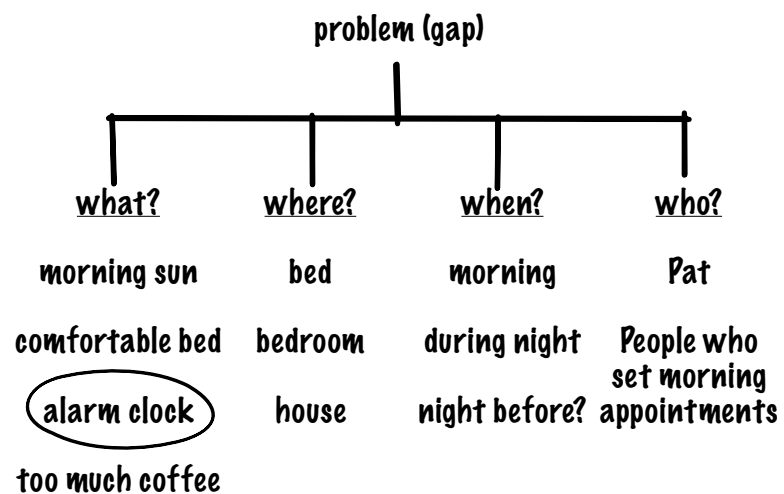 problem (gap)
what? where? when? who?
morning sun bed morning Pat
comfortable bed bedroom during night People who
set morning
alarm clock house night before? appointments
too much coffee